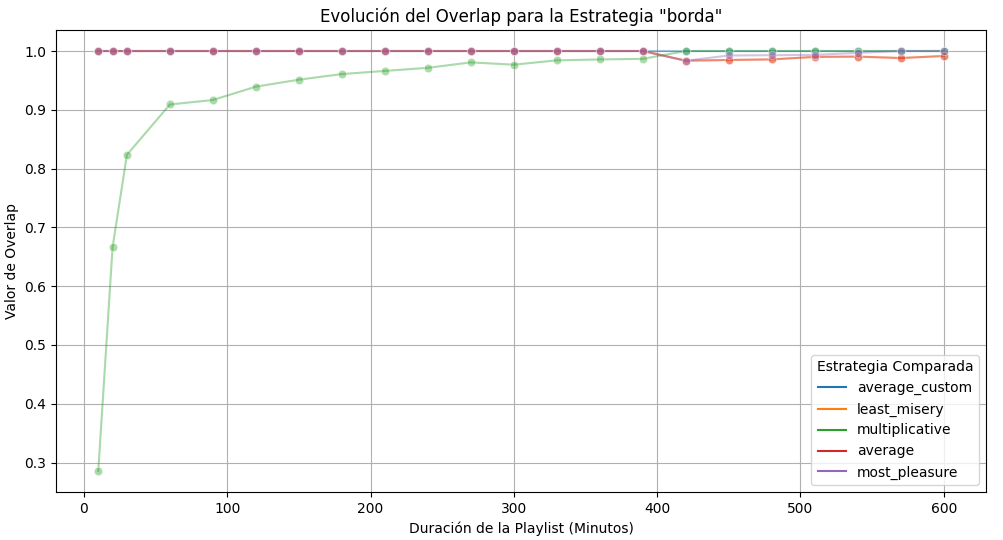 Evolución del Overlap para la Estrategia "borda"
Valor de Overlap
1.0
0.9
0.8
0.7
0.6
0.5
0.4
0.3
0
100
200
300
400
500
600
Duración de la Playlist (Minutos)
Estrategia Comparada
average_custom
least_misery
multiplicative
average
most_pleasure